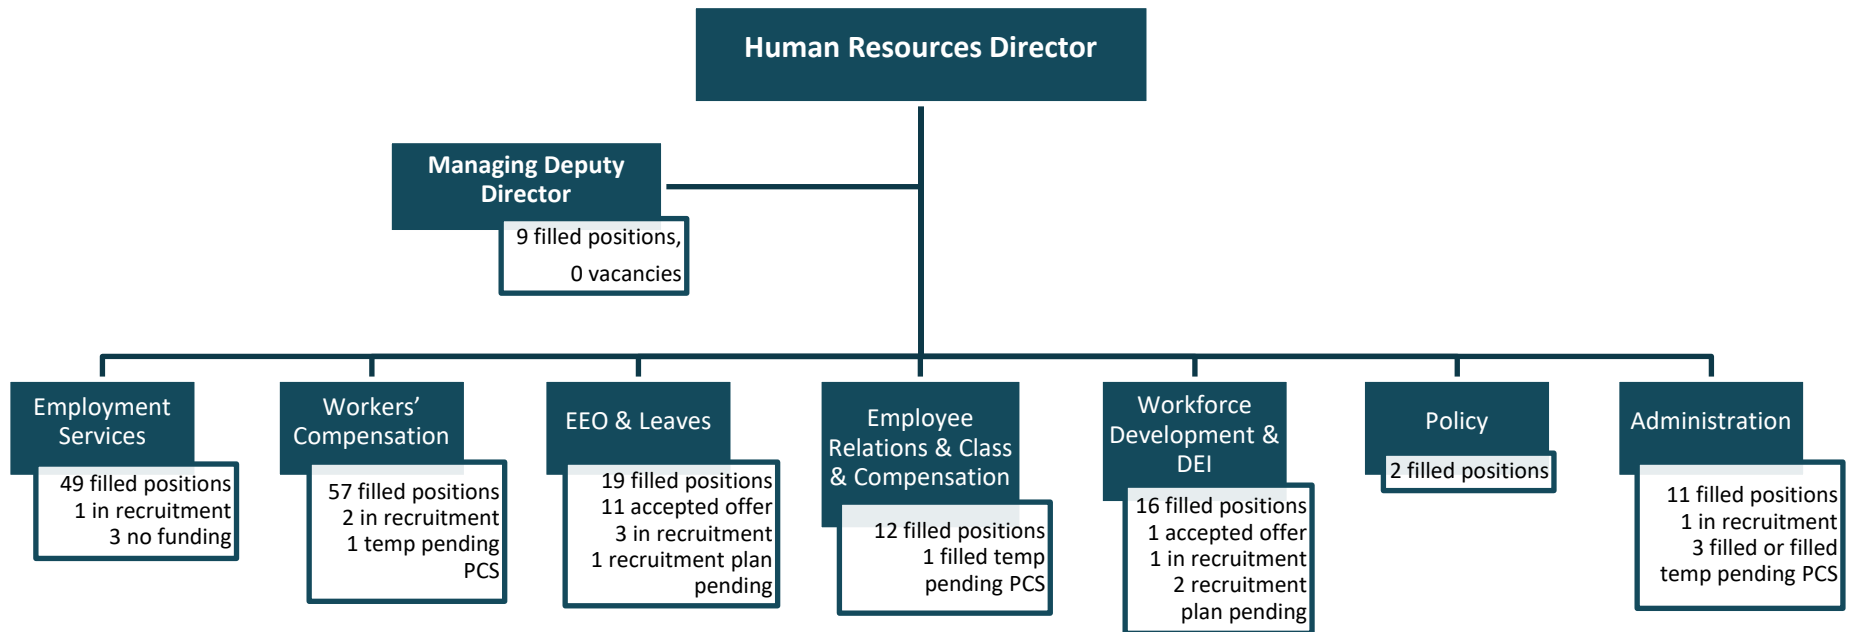 Human Resources Director
Managing Deputy
Director
9 filled positions,
0 vacancies
Employment
Services
49 filled positions
1 in recruitment
3 no funding
Workers’
Compensation
57 filled positions
2 in recruitment
1 temp pending
PCS
EEO & Leaves
19 filled positions
11 accepted offer
3 in recruitment
1 recruitment plan
pending
Employee
Relations & Class
& Compensation
12 filled positions
1 filled temp
pending PCS
Workforce
Development &
DEI
16 filled positions
1 accepted offer
1 in recruitment
2 recruitment
plan pending
Policy
2 filled positions
Administration
11 filled positions
1 in recruitment
3 filled or filled
temp pending PCS